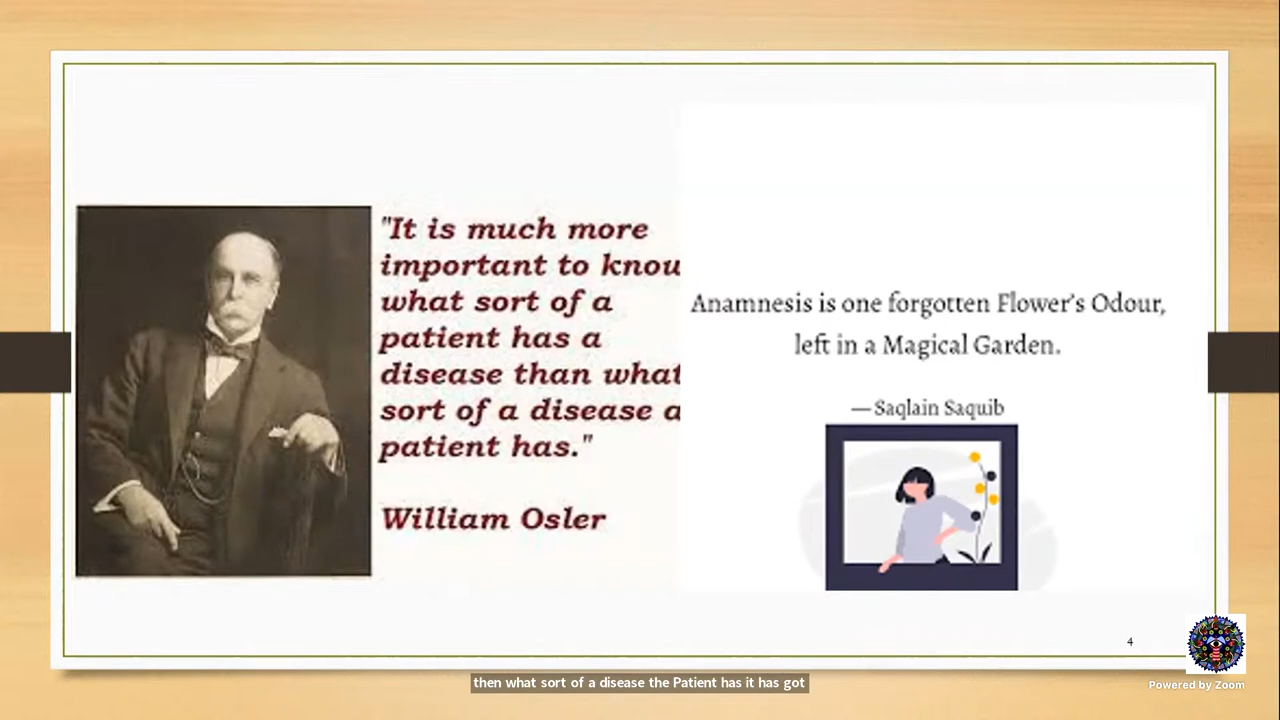 "It is much more
important to know
what sort of a
patient has a
disease than what
sort of a disease a
patient has."
William Osler
Anamnesis is one forgotten Flower's Odour,
left in a Magical Garden.
— Saqlain Saquib
4
then what sort of a disease the Patient has it has got
Powered by Zoom